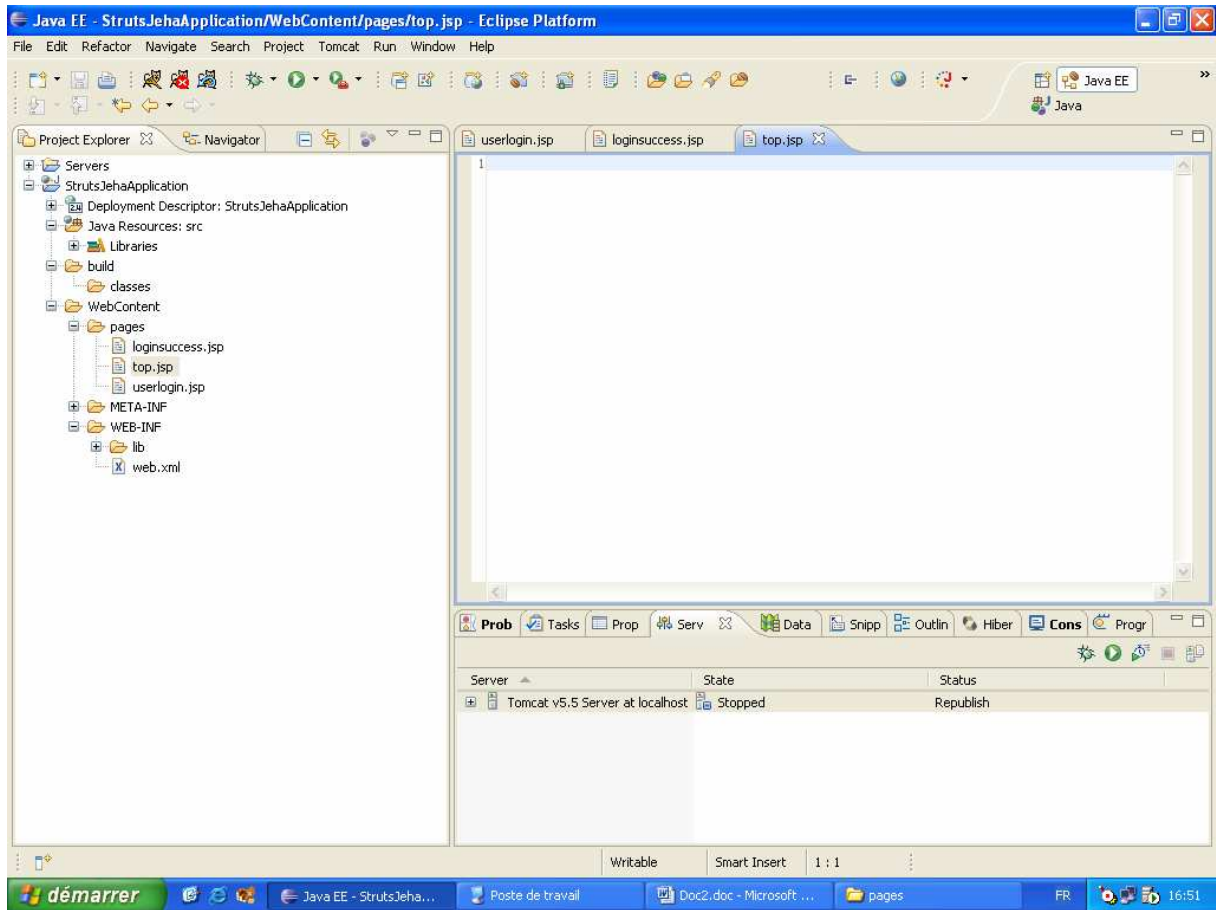 Java EE - StrutsJehaApplication/WebContent/pages/top.jsp - Eclipse Platform
File Edit Refactor Navigate Search Project Tomcat Run Window Help
Java EE
»
Java
Project Explorer Navigator
userlogin.jsp loginsuccess.jsp top.jsp
1
Servers
StrutsJehaApplication
Deployment Descriptor: StrutsJehaApplication
Java Resources: src
Libraries
build
classes
WebContent
pages
loginsuccess.jsp
top.jsp
userlogin.jsp
META-INF
WEB-INF
lib
web.xml
Prob Tasks Prop Serv Data Snipp Outlin Hiber Cons Progr
Server State Status
Tomcat v5.5 Server at localhost Stopped Republish
Writable Smart Insert 1 : 1
démarrer Java EE - StrutsJeha... Poste de travail Doc2.doc - Microsoft ... pages FR 16:51